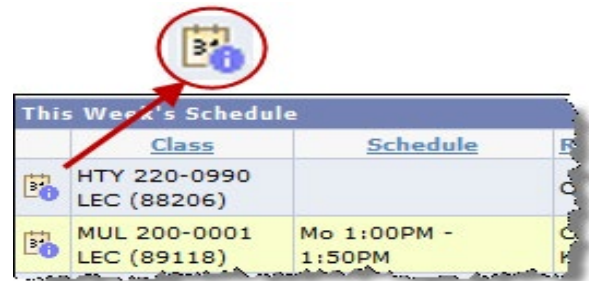 31
This Week's Schedule
Class Schedule
HTY 220-0990
LEC (88206)
MUL 200-0001 Mo 1:00PM -
LEC (89118) 1:50PM